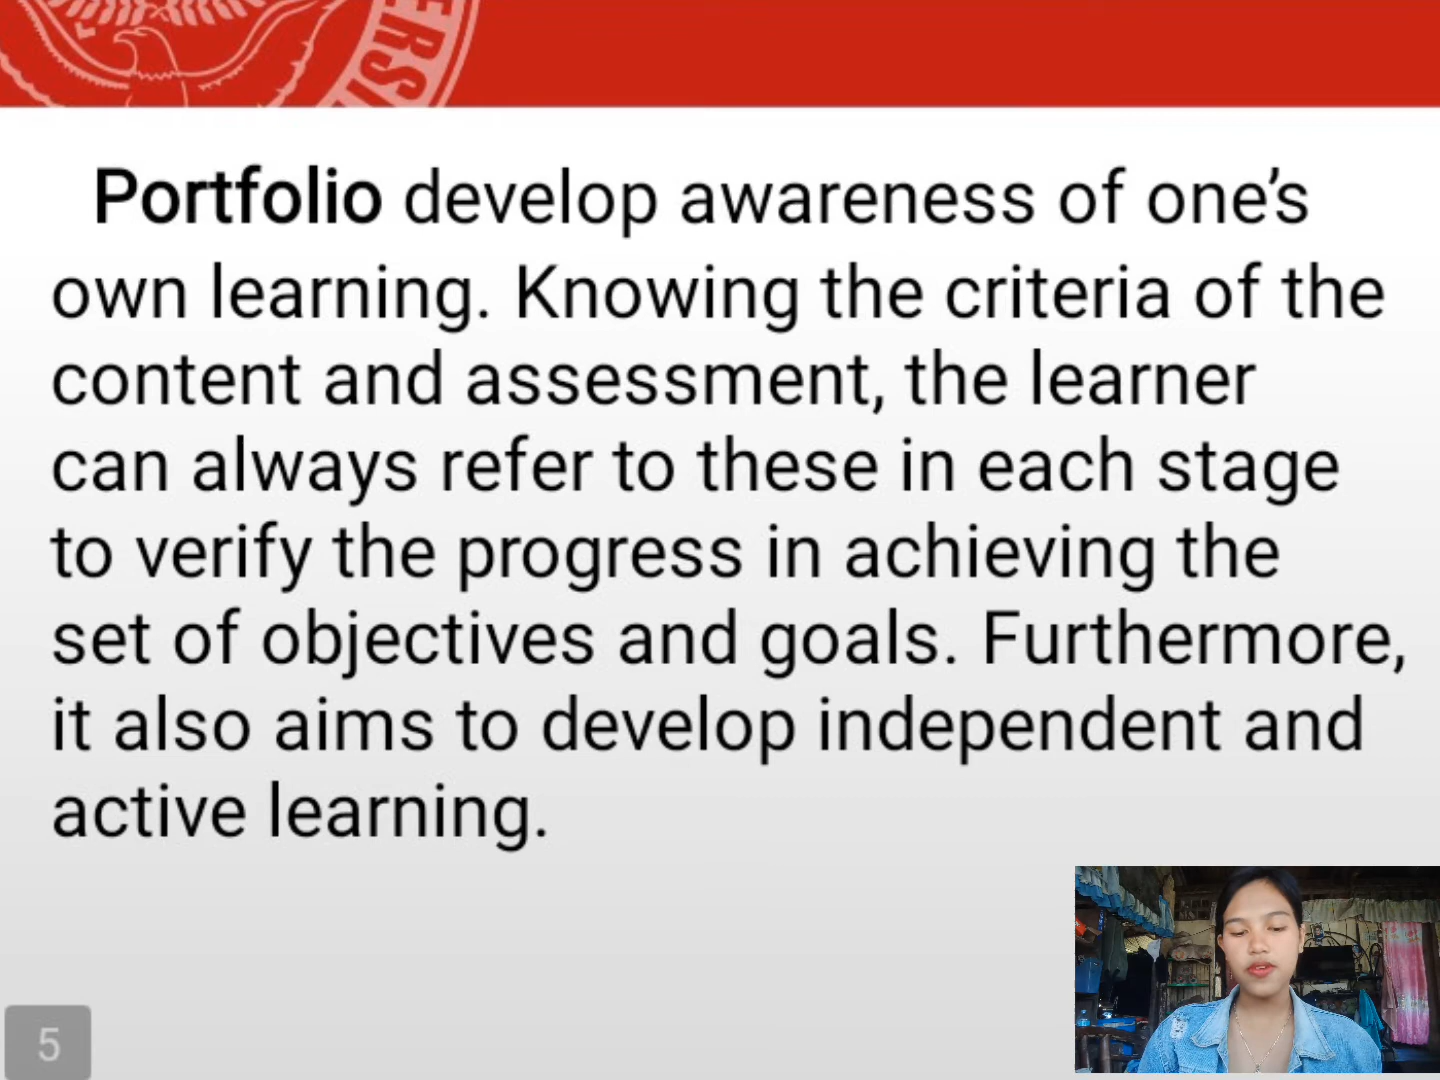 Portfolio develop awareness of one’s
own learning. Knowing the criteria of the
content and assessment, the learner
can always refer to these in each stage
to verify the progress in achieving the
set of objectives and goals. Furthermore,
it also aims to develop independent and
active learning.
5